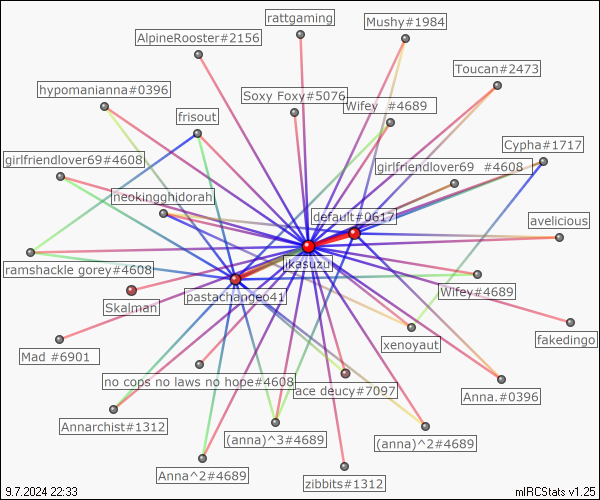 rattgaming
Mushy#1984
AlpineRooster#2156
Toucan#2473
hypomanianna#0396
Soxy Foxy#5076
Wifey #4689
frisout
Cypha#1717
girlfriendlover69#4608
girlfriendlover69 #4608
neokingghidorah
default#0617
avelicious
ikasuzu
ramshackle gorey#4608
pastachangeo41
Wifey#4689
Skalman
xenoyaut
fakedingo
Mad #6901
no cops no laws no hope#4608
ace deucy#7097
Anna.#0396
Annarchist#1312
(anna)^3#4689
(anna)^2#4689
Anna^2#4689
zibbits#1312
9.7.2024 22:33
mIRCStats v1.25